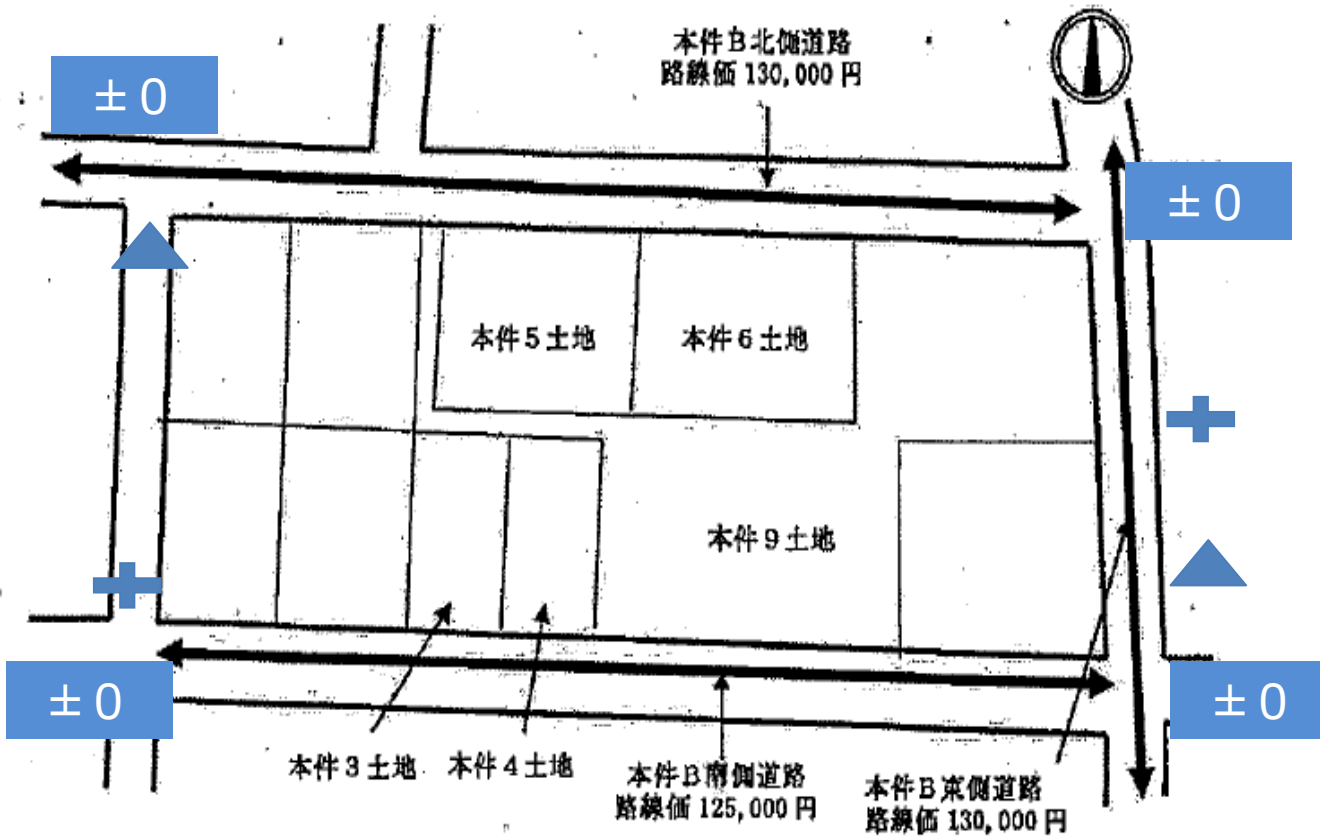 本件B北側道路
路線価 130,000 円
±0
±0
本件5土地
本件6土地
本件9土地
±0
±0
本件3土地
本件4土地
本件B南側道路
路線価 125,000 円
本件B東側道路
路線価 130,000 円